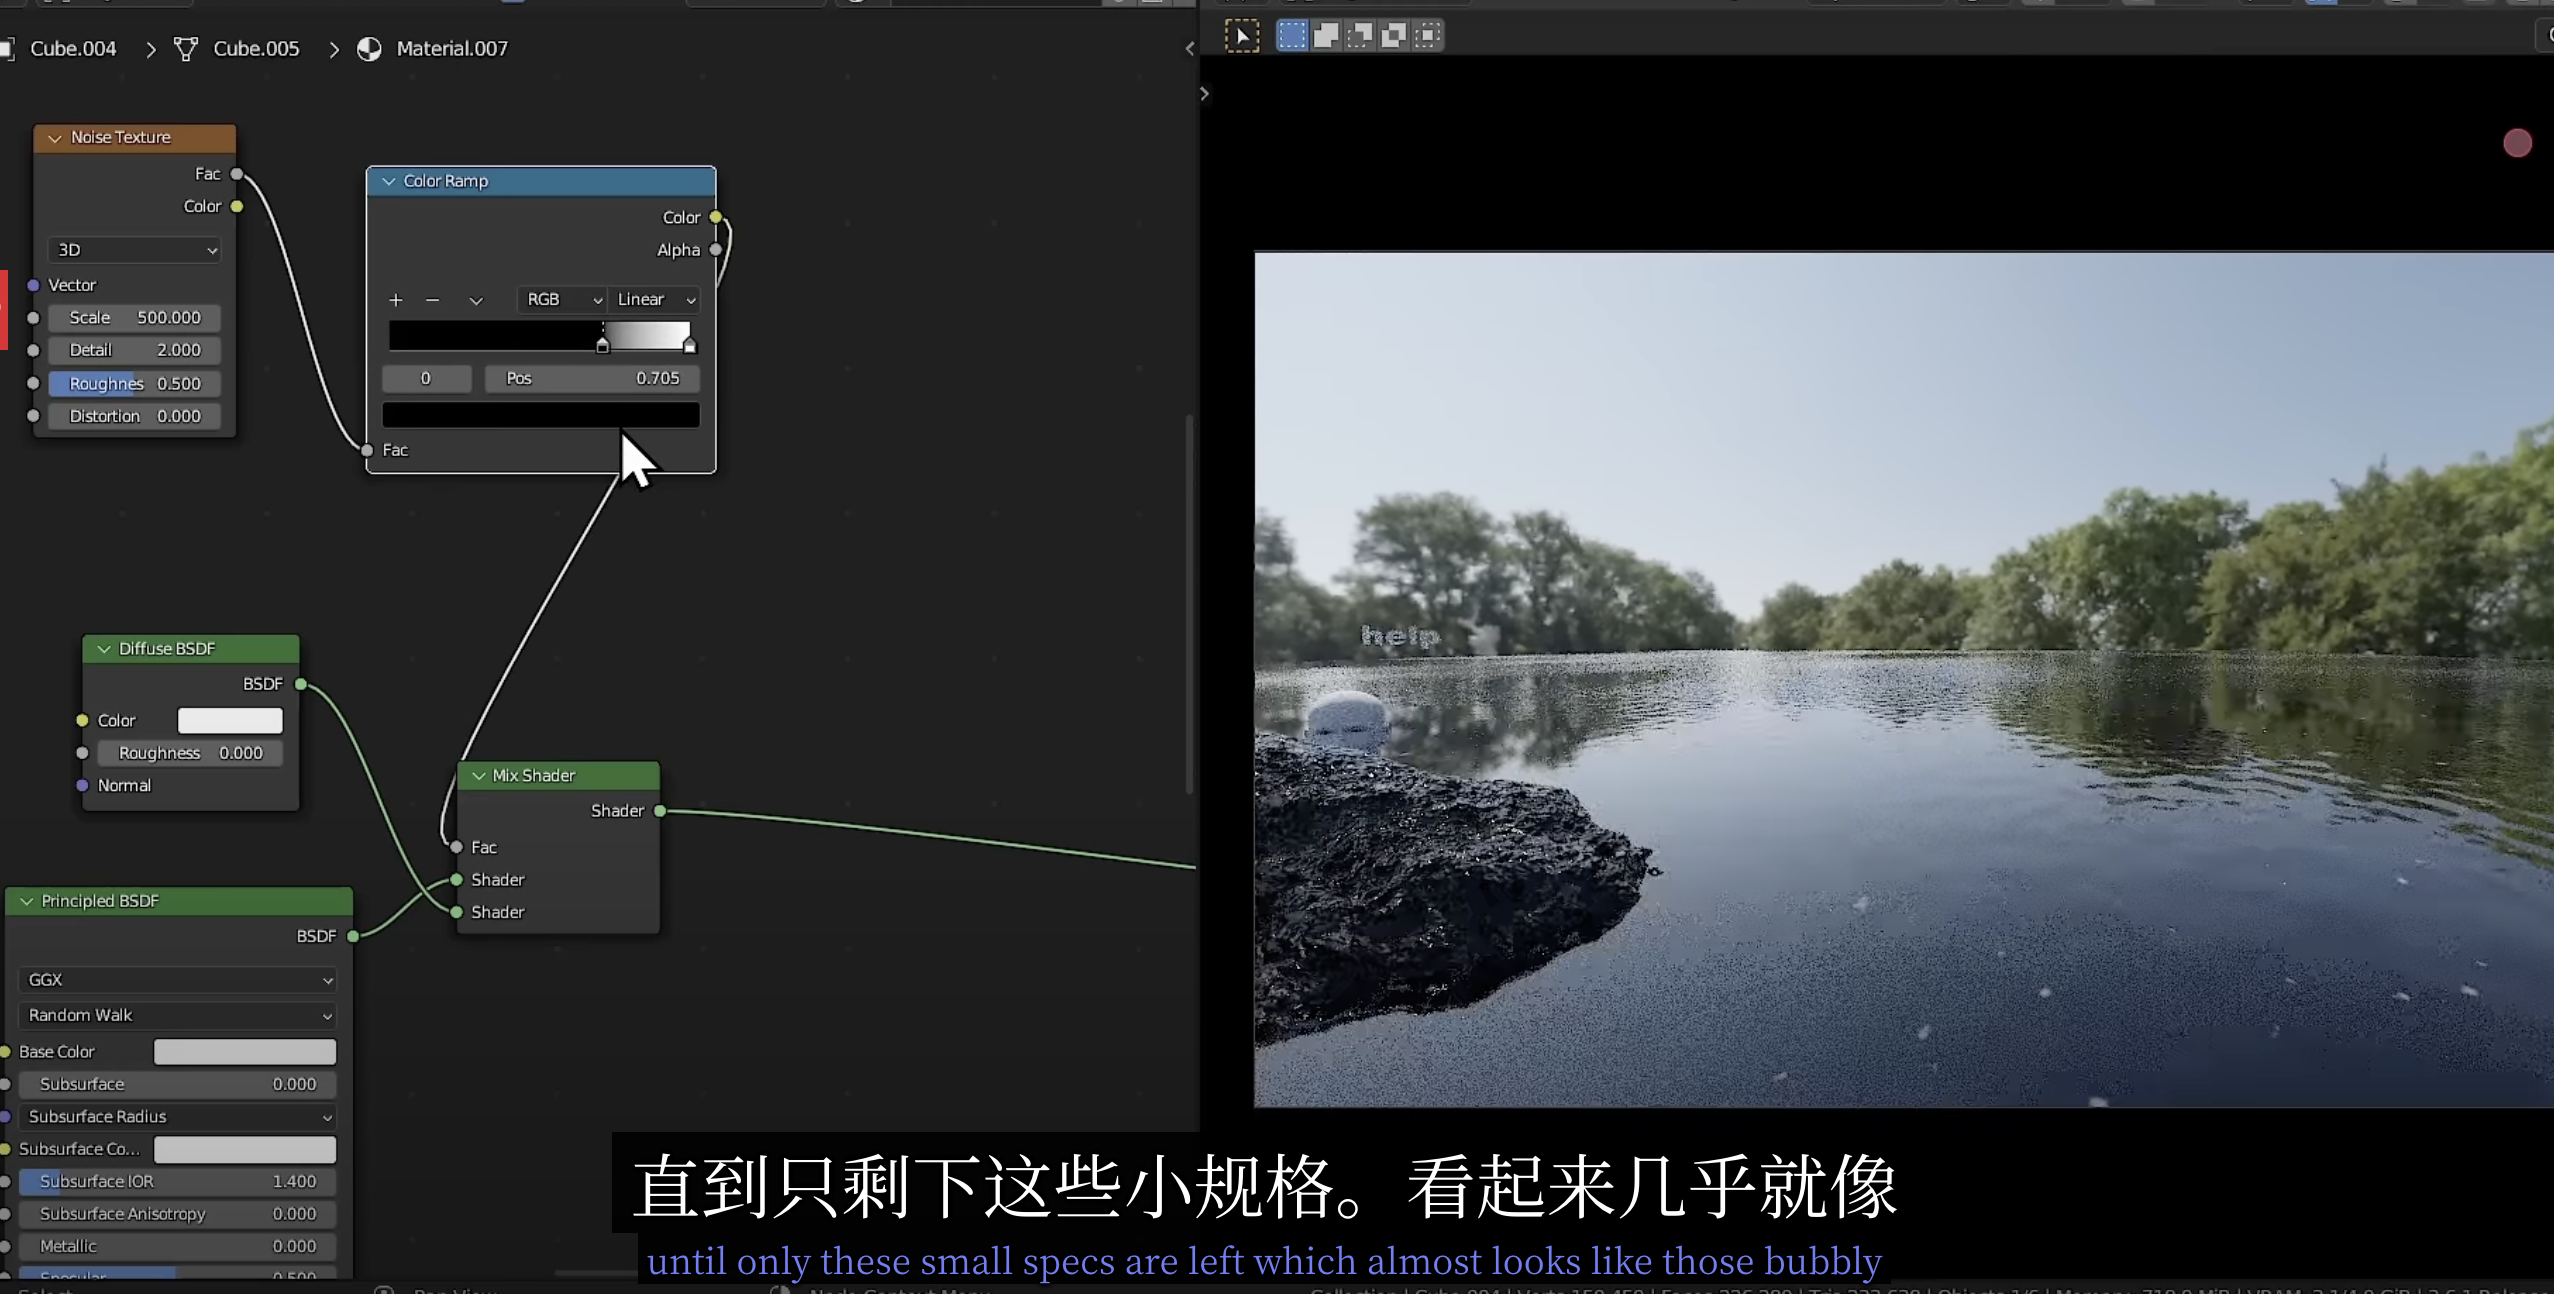 Cube.004 > Cube.005 > Material.007
Noise Texture
Fac
Color
3D
Vector
Scale 500.000
Detail 2.000
Roughnes 0.500
Distortion 0.000
Color Ramp
Color
Alpha
RGB Linear
0 Pos 0.705
Fac
Diffuse BSDF
BSDF
Color
Roughness 0.000
Normal
Mix Shader
Shader
Fac
Shader
Shader
Principled BSDF
BSDF
GGX
Random Walk
Base Color
Subsurface 0.000
Subsurface Radius
Subsurface Co...
Subsurface IOR 1.400
Subsurface Anisotropy 0.000
Metallic 0.000
help
直到只剩下这些小规格。看起来几乎就像
until only these small specs are left which almost looks like those bubbly